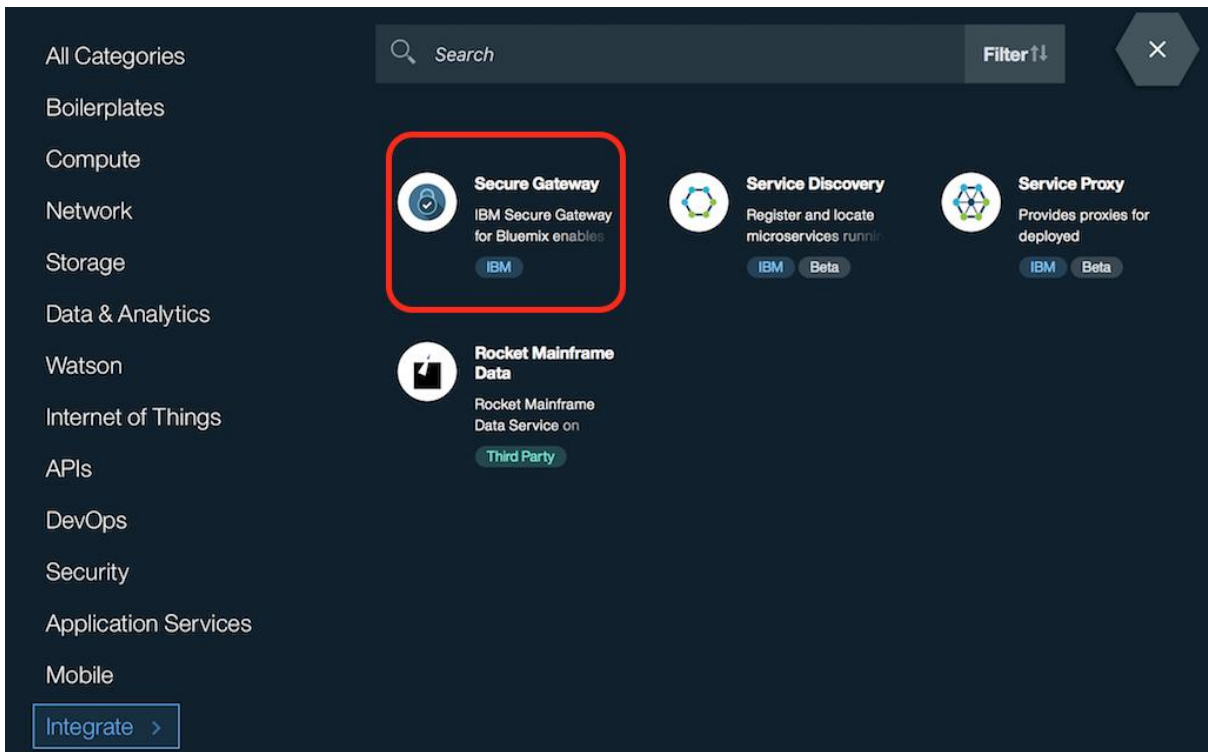 All Categories
Boilerplates
Compute
Network
Storage
Data & Analytics
Watson
Internet of Things
APIs
DevOps
Security
Application Services
Mobile
Integrate >
Search
Filter
Secure Gateway
IBM Secure Gateway
for Bluemix enables
IBM
Service Discovery
Register and locate
microservices runnin
IBM Beta
Service Proxy
Provides proxies for
deployed
IBM Beta
Rocket Mainframe
Data
Rocket Mainframe
Data Service on
Third Party